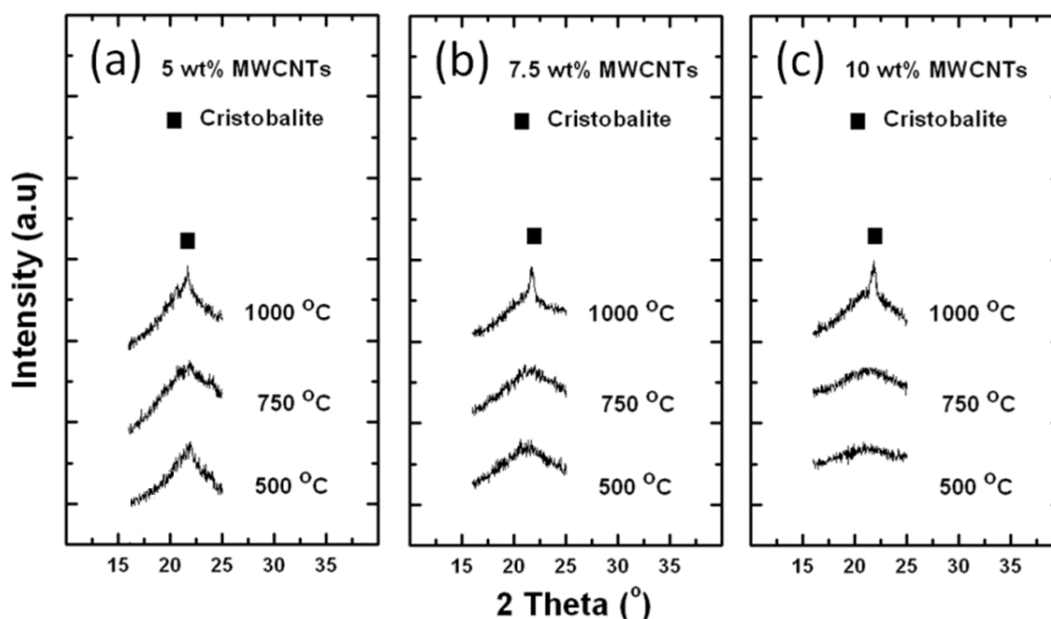 (a) 5 wt% MWCNTs
■ Cristobalite
1000 °C
750 °C
500 °C
15 20 25 30 35
(b) 7.5 wt% MWCNTs
■ Cristobalite
1000 °C
750 °C
500 °C
15 20 25 30 35
(c) 10 wt% MWCNTs
■ Cristobalite
1000 °C
750 °C
500 °C
15 20 25 30 35
Intensity (a.u)
2 Theta (°)